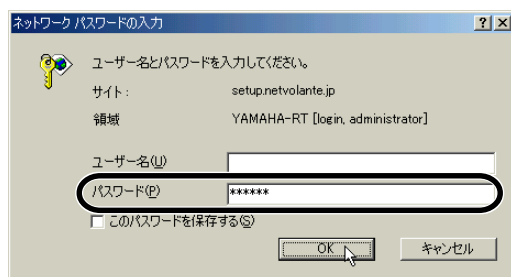 ネットワーク パスワードの入力
ユーザー名とパスワードを入力してください。
サイト: setup.netvolante.jp
領域 YAMAHA-RT [login, administrator]
ユーザー名(U)
パスワード(P) ******
このパスワードを保存する(S)
OK キャンセル